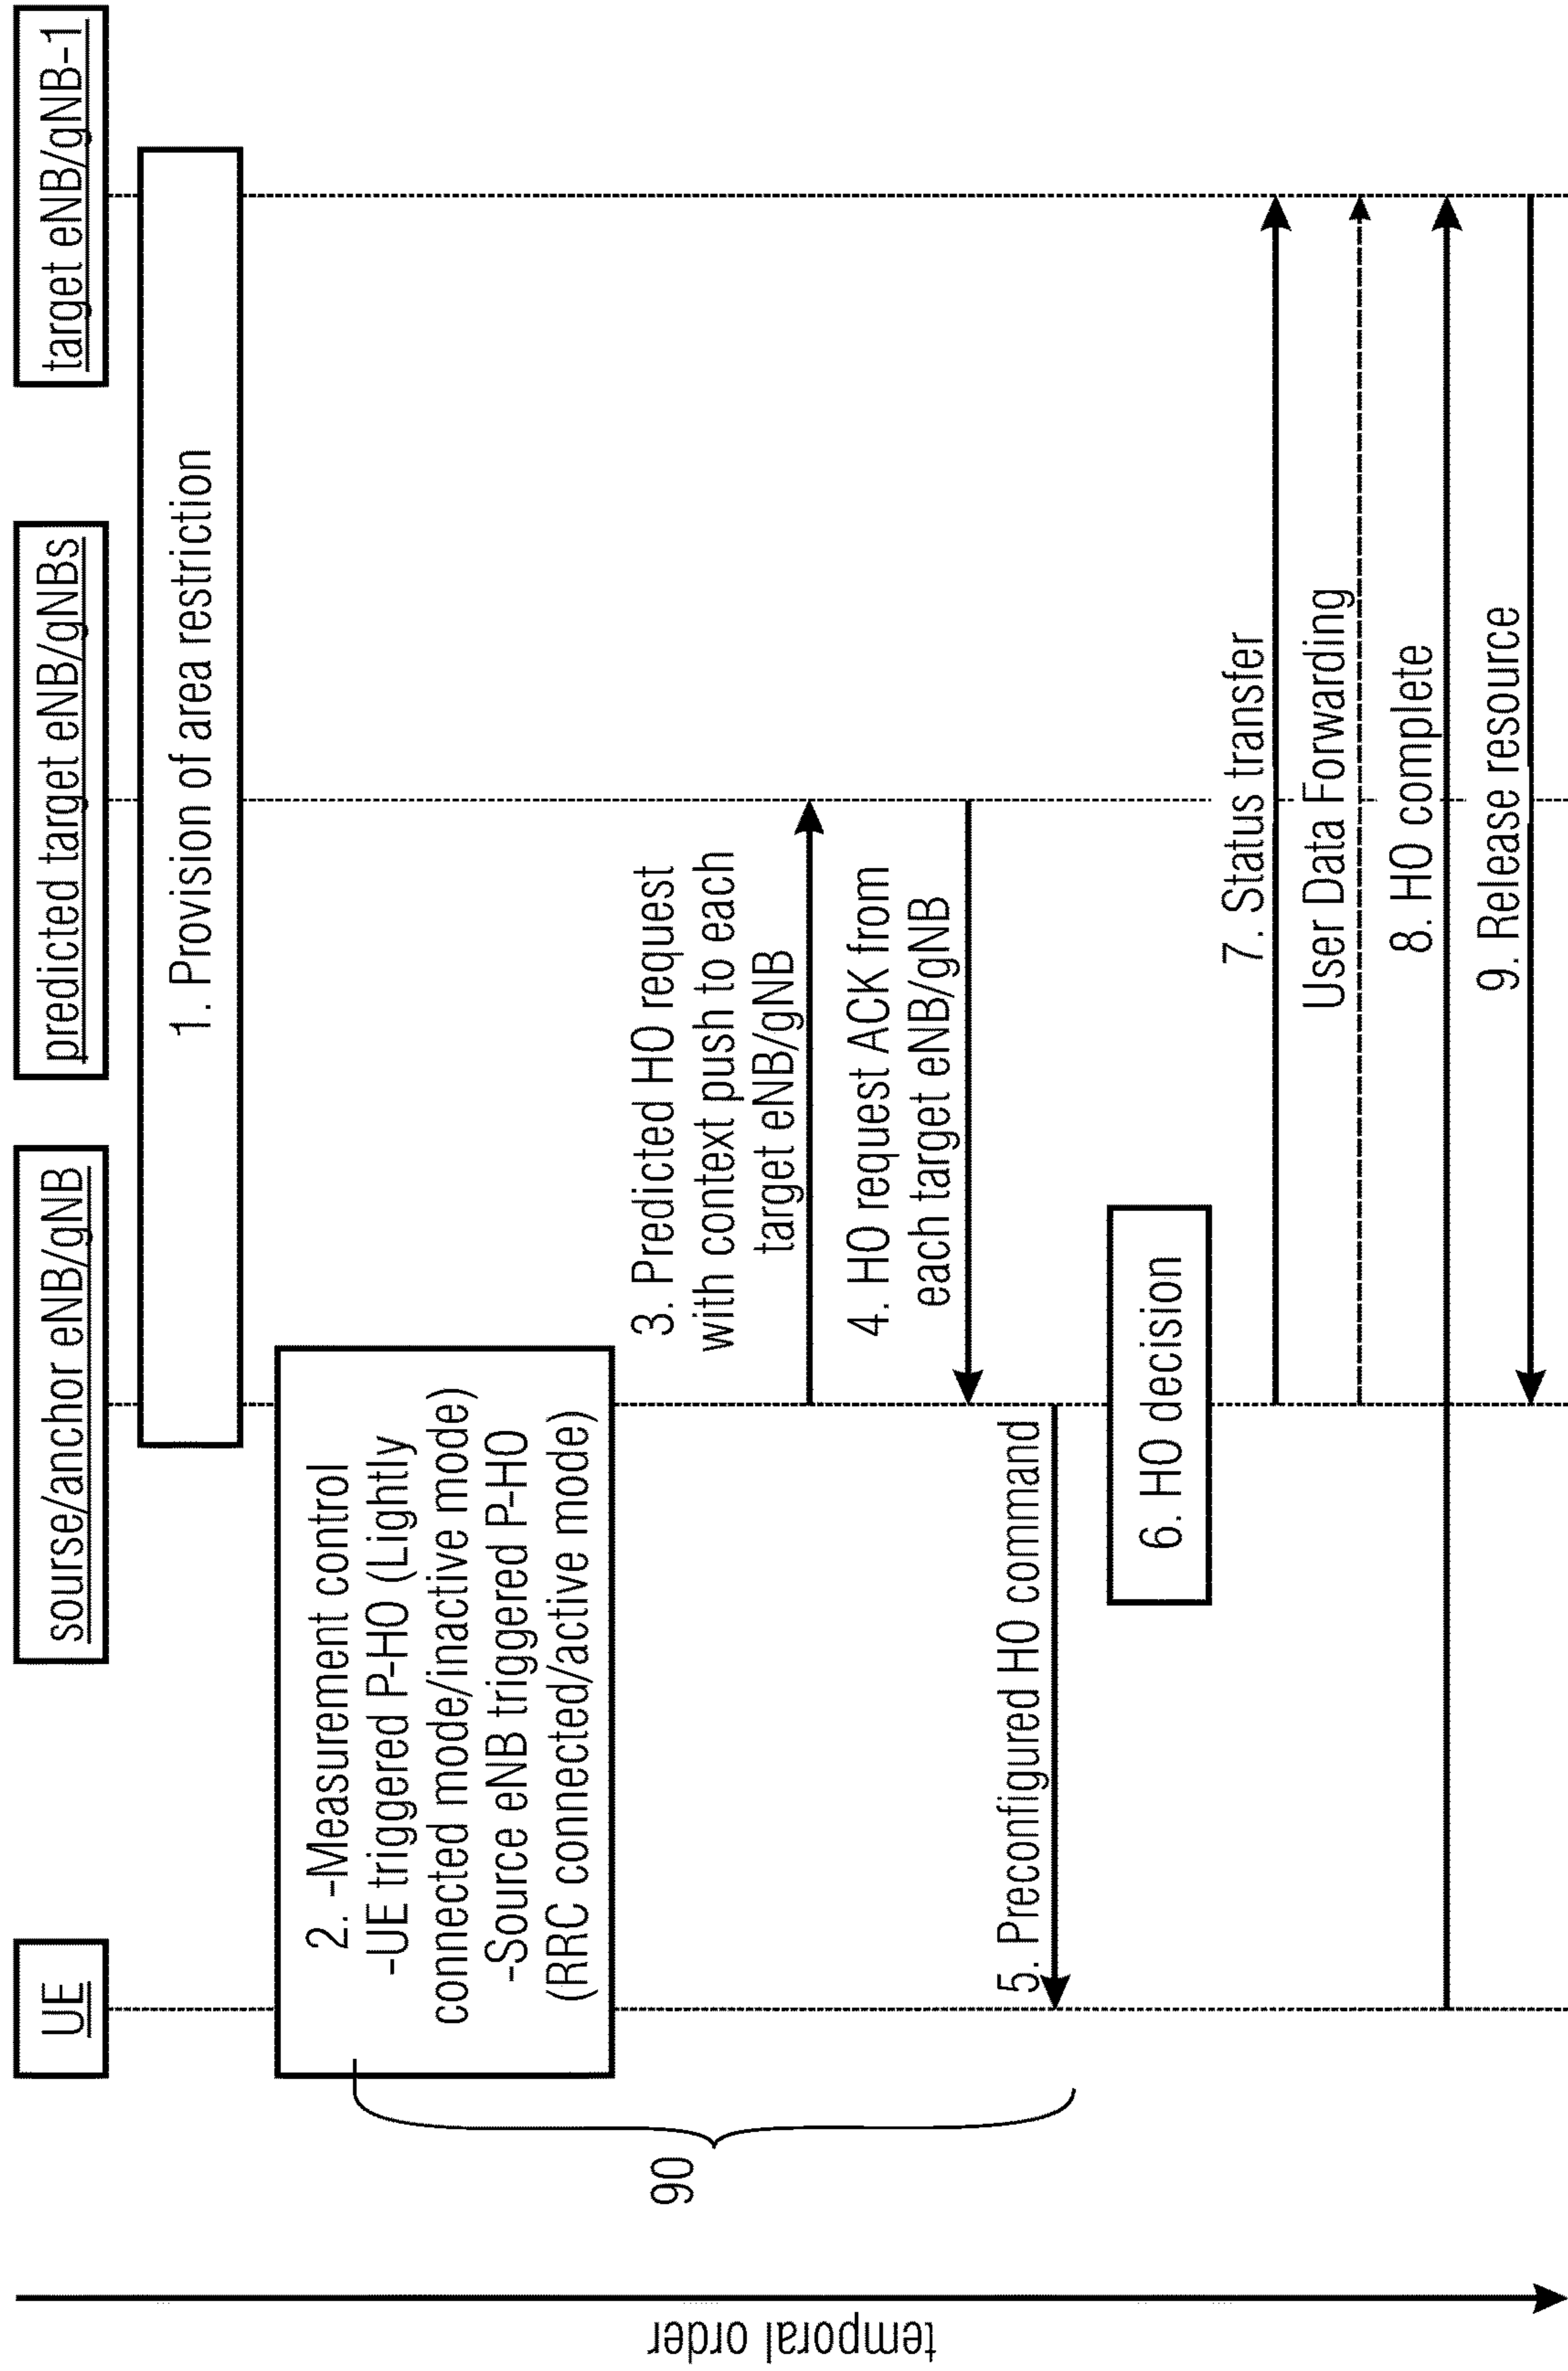 UE
sourse/anchor eNB/gNB
predicted target eNB/gNBs
target eNB/gNB-1
1. Provision of area restriction
2. -Measurement control
-UE triggered P-HO (Lightly
connected mode/inactive mode)
-Source eNB triggered P-HO
(RRC connected/active mode)
3. Predicted HO request
with context push to each
target eNB/gNB
4. HO request ACK from
each target eNB/gNB
5. Preconfigured HO command
6. HO decision
7. Status transfer
User Data Forwarding
8. HO complete
9. Release resource
90
temporal order